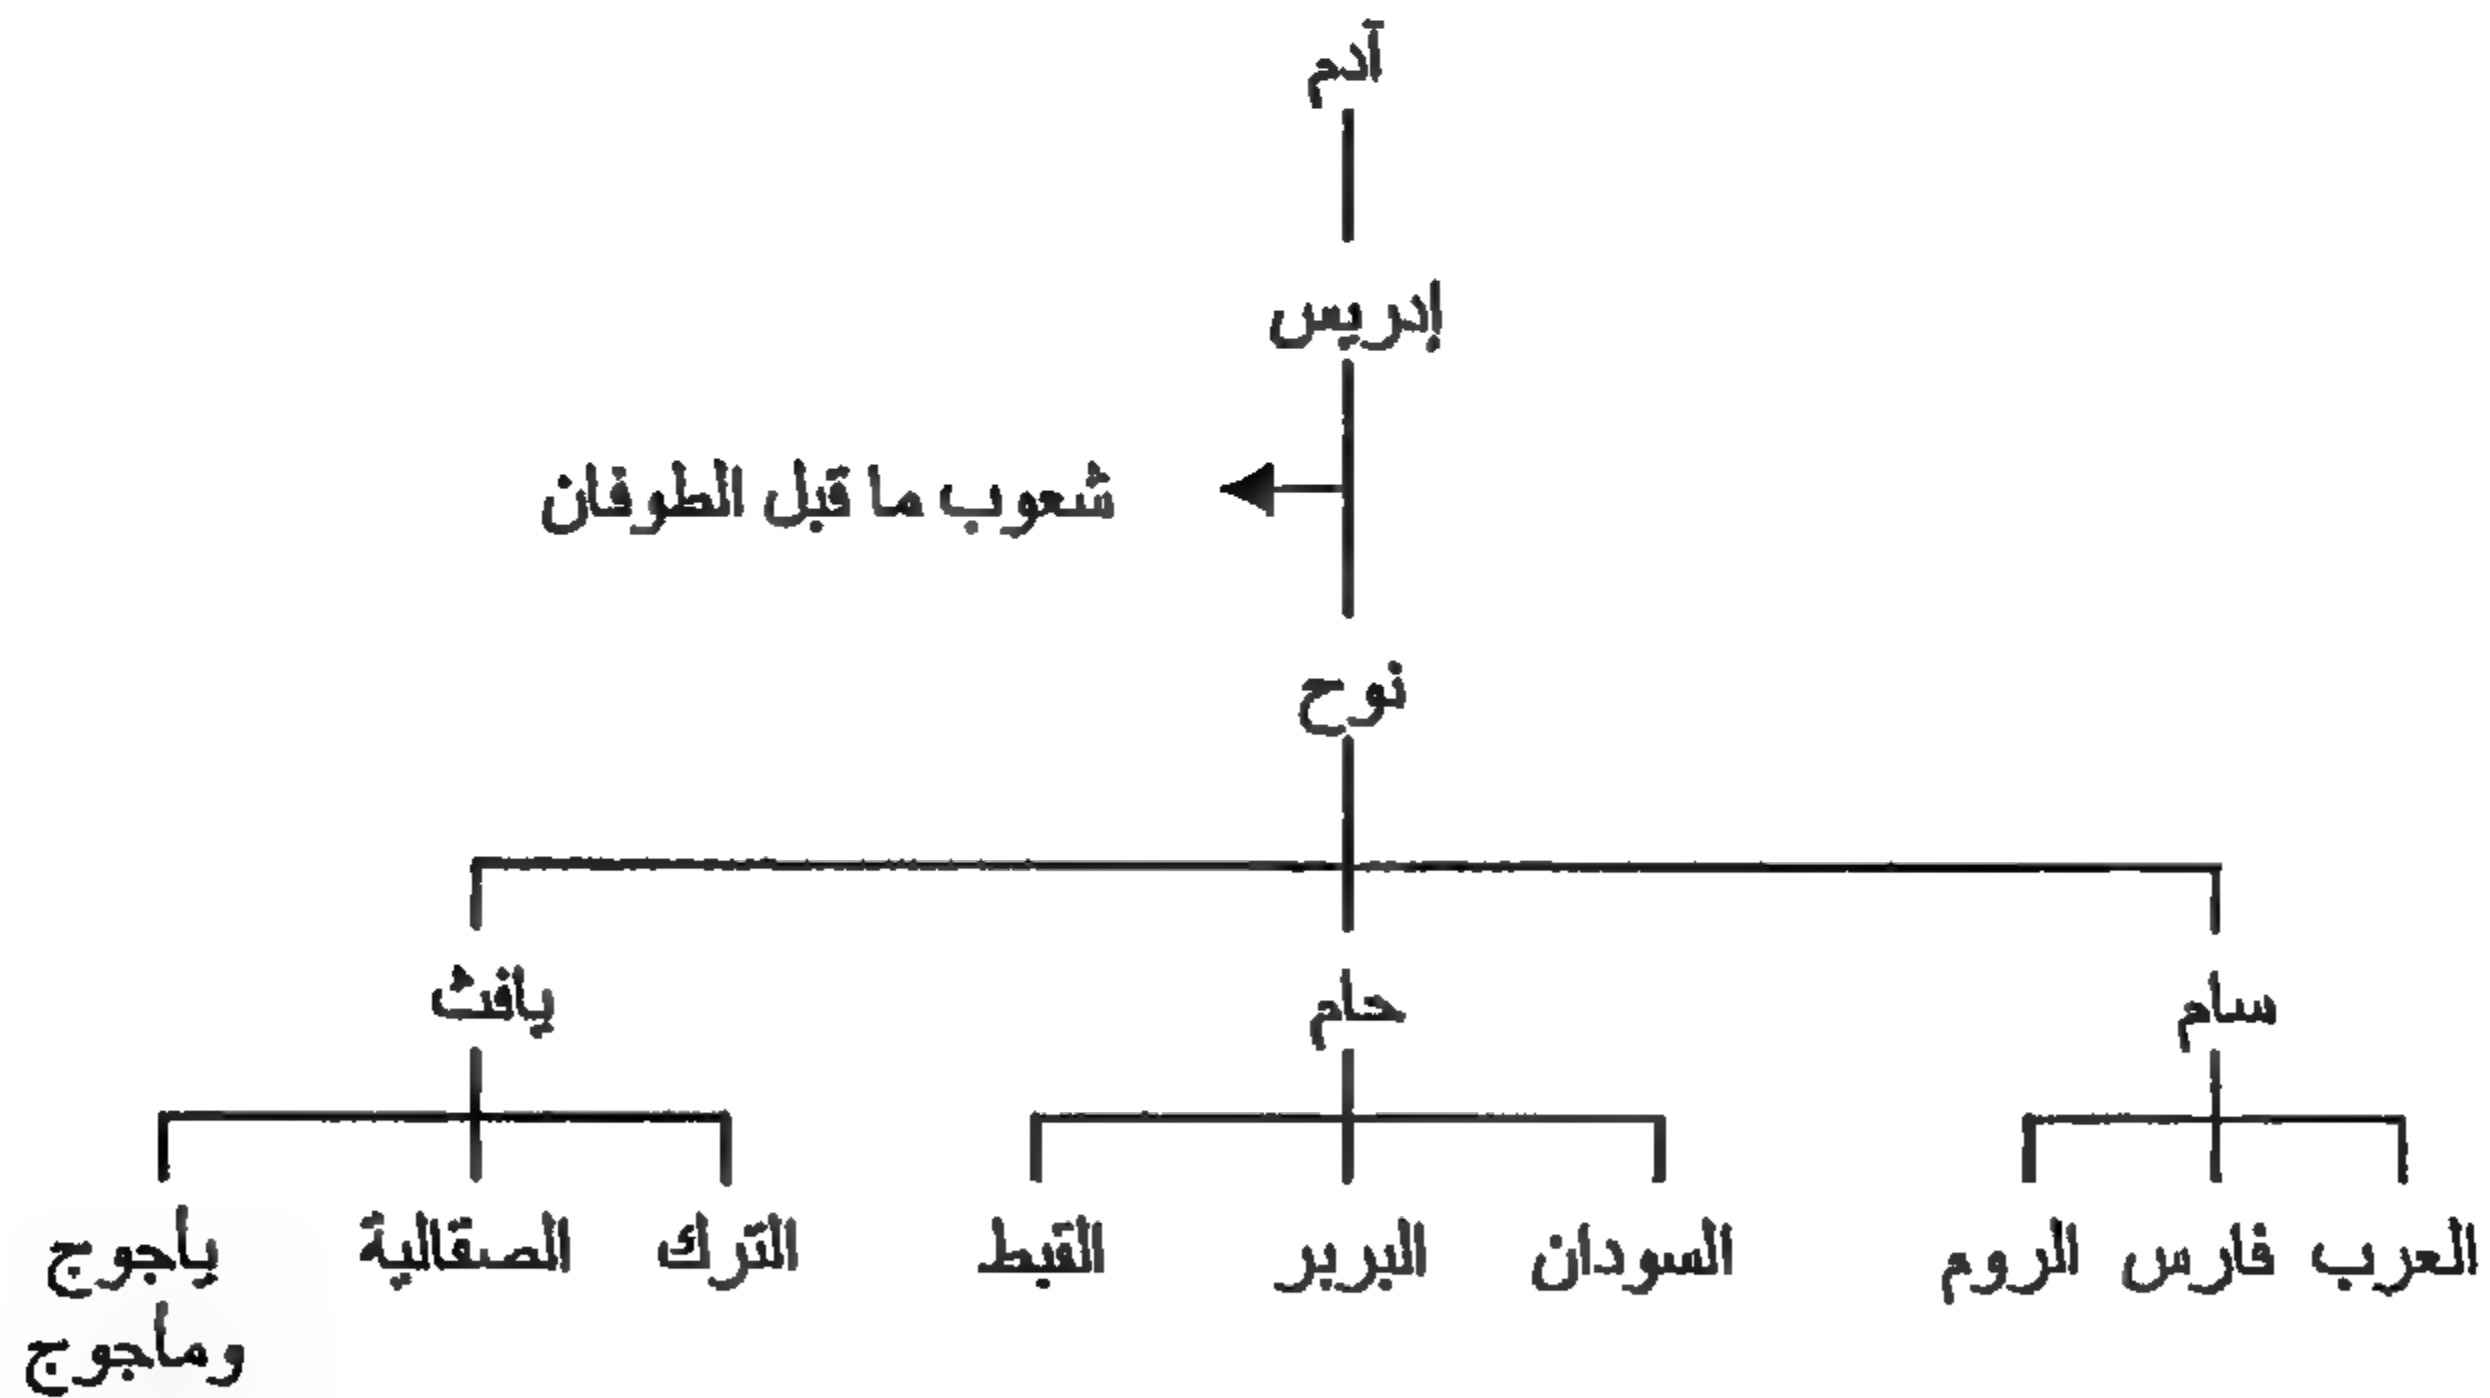 آدم
إدريس
شعوب ما قبل الطوفان
نوح
سام
حام
يافث
العرب
فارس
الروم
السودان
البربر
القبط
الترك
الصقالية
يأجوج
ومأجوج